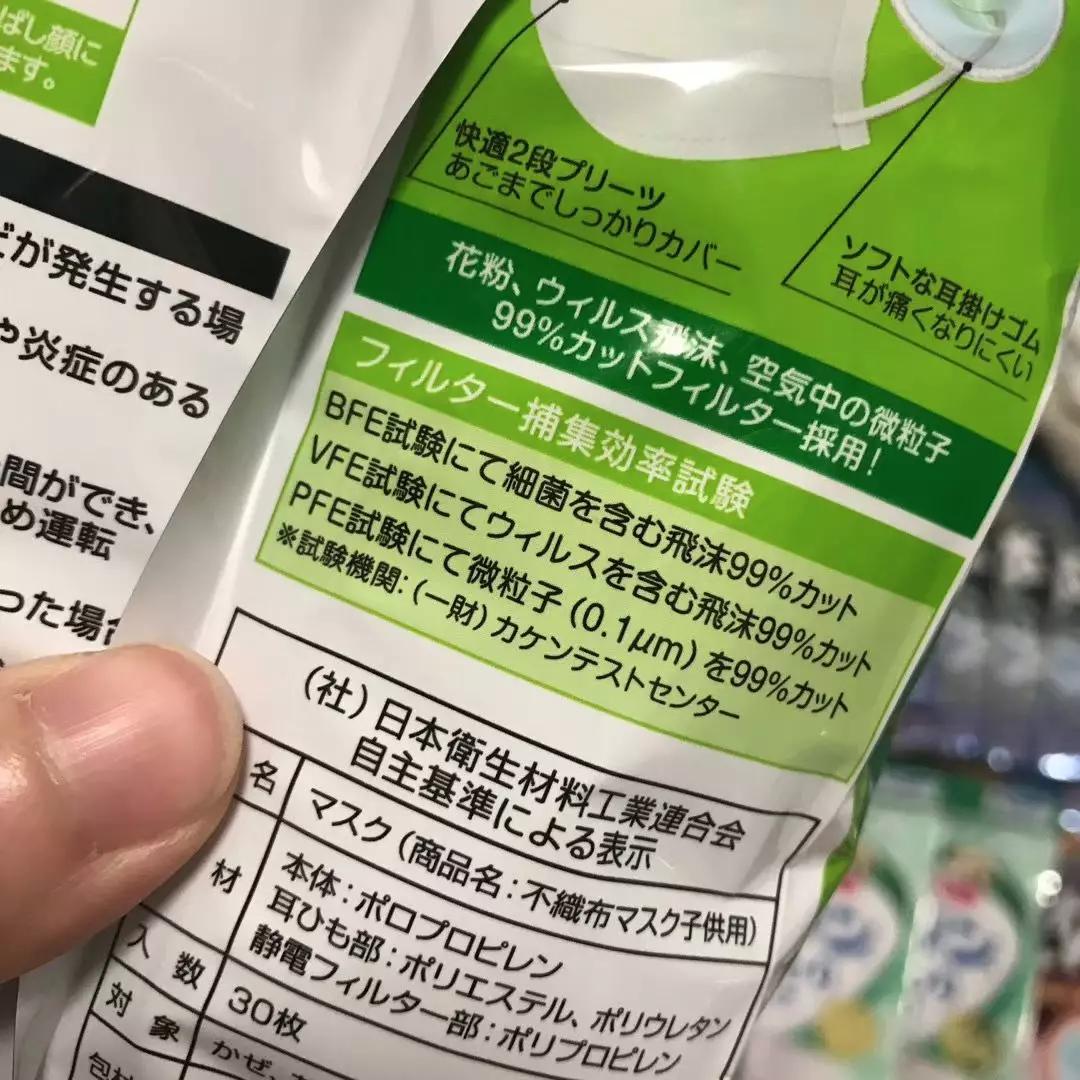 ばし顔に
ます。
が発生する場
や炎症のある
間ができ、
め運転
った場合
快適2段プリーツ
あごまでしっかりカバー
ソフトな耳掛けゴム
耳が痛くなりにくい
花粉、ウィルス飛沫、空気中の微粒子
99%カットフィルター採用!
フィルター捕集効率試験
BFE試験にて細菌を含む飛沫99%カット
VFE試験にてウィルスを含む飛沫99%カット
PFE試験にて微粒子(0.1μm)を99%カット
※試験機関:(一財)カケンテストセンター
(社)日本衛生材料工業連合会
自主基準による表示
名 マスク(商品名:不織布マスク子供用)
材 本体:ポロプロピレン
耳ひも部:ポリエステル、ポリウレタン
静電フィルター部:ポリプロピレン
入数 30枚
対象 かぜ、
包材